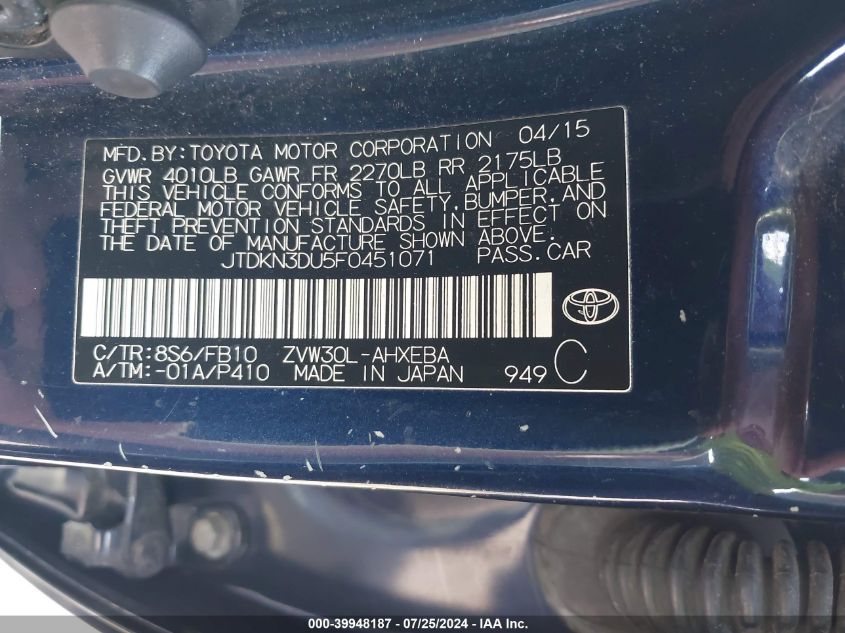 MFD.BY:TOYOTA MOTOR CORPORATION 04/15
GVWR 4010LB GAWR FR 2270LB RR 2175LB
THIS VEHICLE CONFORMS TO ALL APPLICABLE
FEDERAL MOTOR VEHICLE SAFETY,BUMPER,AND
THEFT PREVENTION STANDARDS IN EFFECT ON
THE DATE OF MANUFACTURE SHOWN ABOVE.
JTDKN3DU5F0451071 PASS.CAR
C/TR:8S6/FB10 ZVW30L-AHXEBA
A/TM:-01A/P410 MADE IN JAPAN 949 C
000-39948187 - 07/25/2024 - IAAI Inc.